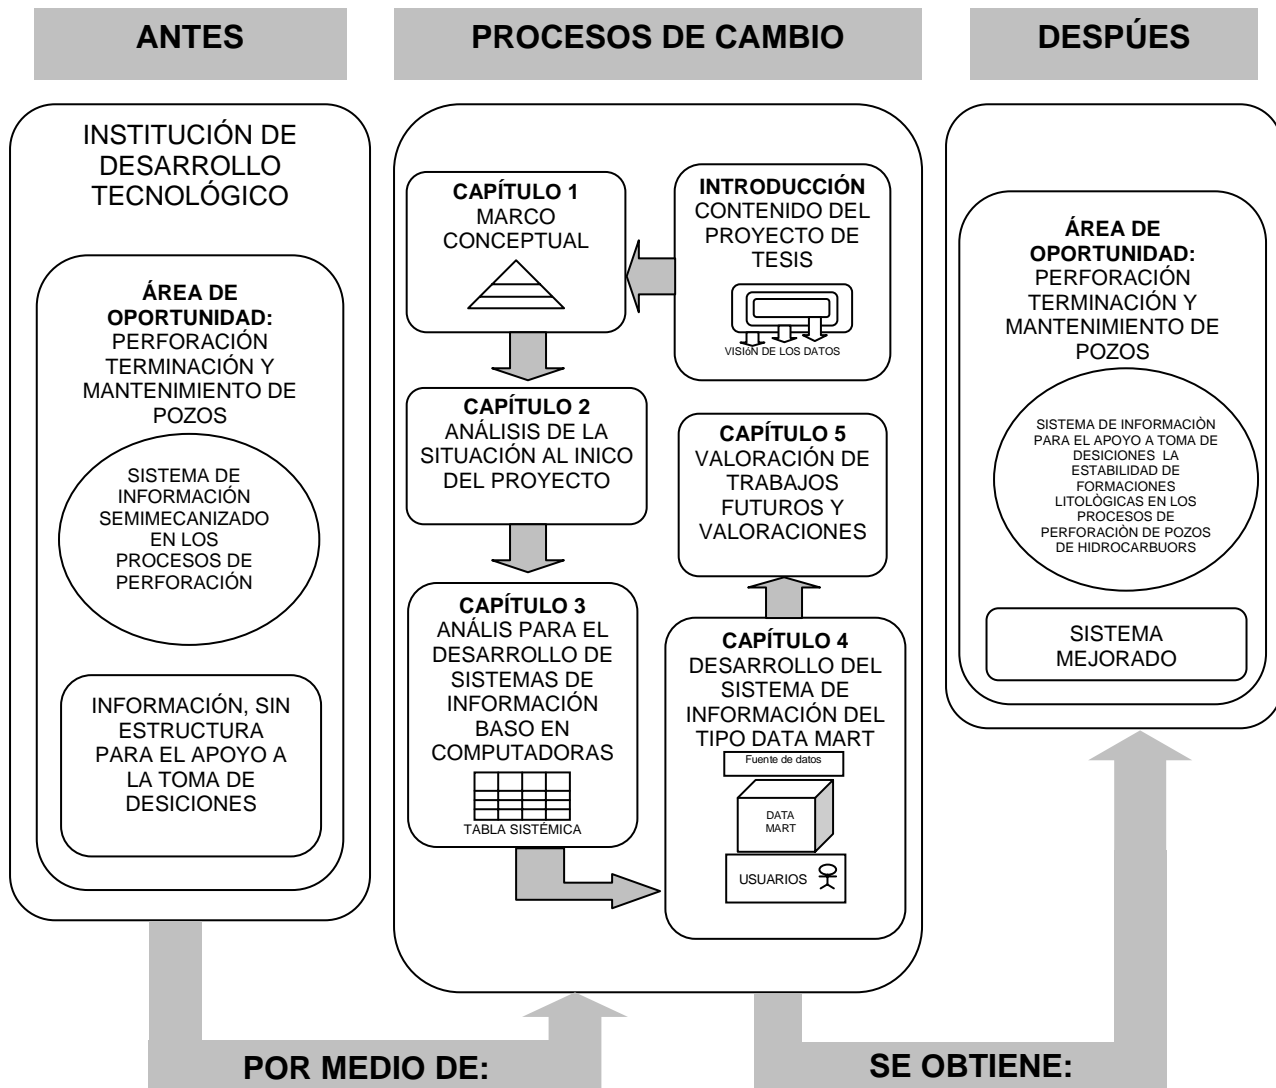 ANTES
INSTITUCIÓN DE
DESARROLLO
TECNOLÓGICO
ÁREA DE
OPORTUNIDAD:
PERFORACIÓN
TERMINACIÓN Y
MANTENIMIENTO DE
POZOS
SISTEMA DE
INFORMACIÓN
SEMIMECANIZADO
EN LOS
PROCESOS DE
PERFORACIÓN
INFORMACIÓN, SIN
ESTRUCTURA
PARA EL APOYO A
LA TOMA DE
DESICIONES
POR MEDIO DE:
PROCESOS DE CAMBIO
INTRODUCCIÓN
CONTENIDO DEL
PROYECTO DE
TESIS
VISIóN DE LOS DATOS
CAPÍTULO 1
MARCO
CONCEPTUAL
CAPÍTULO 2
ANÁLISIS DE LA
SITUACIÓN AL INICO
DEL PROYECTO
CAPÍTULO 3
ANÁLIS PARA EL
DESARROLLO DE
SISTEMAS DE
INFORMACIÓN
BASO EN
COMPUTADORAS
TABLA SISTÉMICA
CAPÍTULO 4
DESARROLLO DEL
SISTEMA DE
INFORMACIÓN DEL
TIPO DATA MART
Fuente de datos
DATA
MART
USUARIOS
CAPÍTULO 5
VALORACIÓN DE
TRABAJOS
FUTUROS Y
VALORACIONES
SE OBTIENE:
DESPÚES
ÁREA DE
OPORTUNIDAD:
PERFORACIÓN
TERMINACIÓN Y
MANTENIMIENTO DE
POZOS
SISTEMA DE INFORMACIÒN
PARA EL APOYO A TOMA DE
DESICIONES LA
ESTABILIDAD DE
FORMACIONES
LITOLÒGICAS EN LOS
PROCESOS DE
PERFORACIÒN DE POZOS
DE HIDROCARBUORS
SISTEMA
MEJORADO